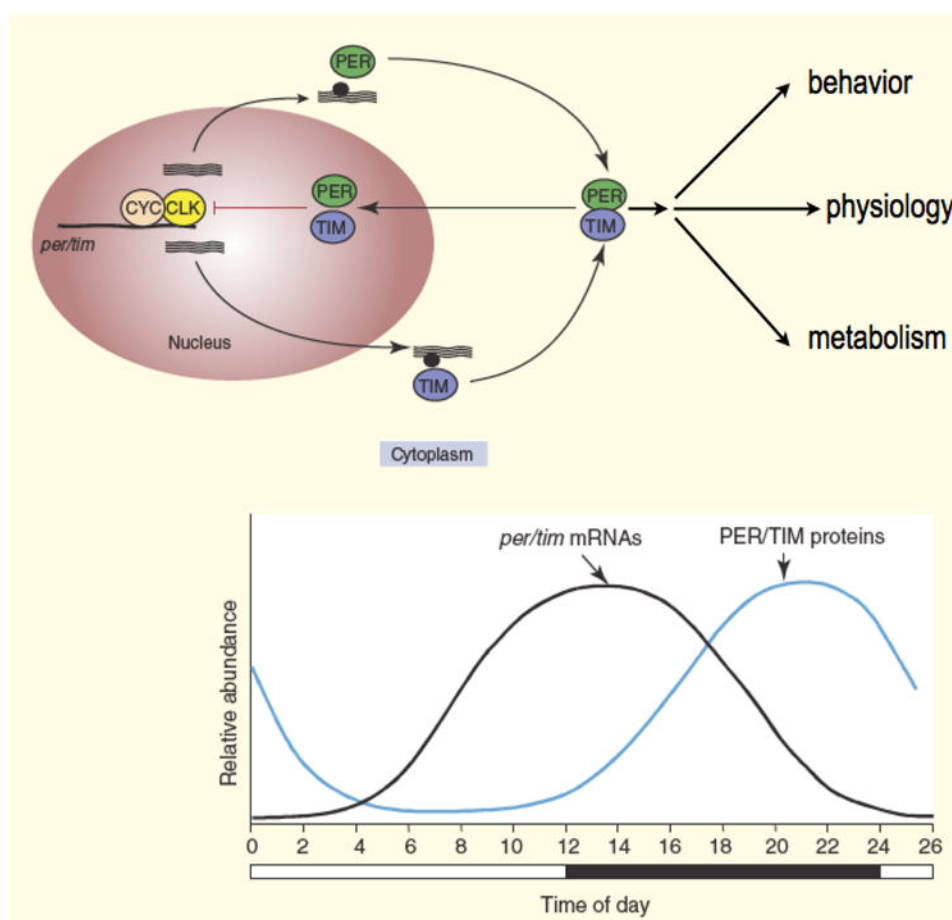 PER
behavior
PER
CYC CLK
PER
TIM
TIM
physiology
per/tim
Nucleus
TIM
metabolism
Cytoplasm
per/tim mRNAs
PER/TIM proteins
Relative abundance
0 2 4 6 8 10 12 14 16 18 20 22 24 26
Time of day